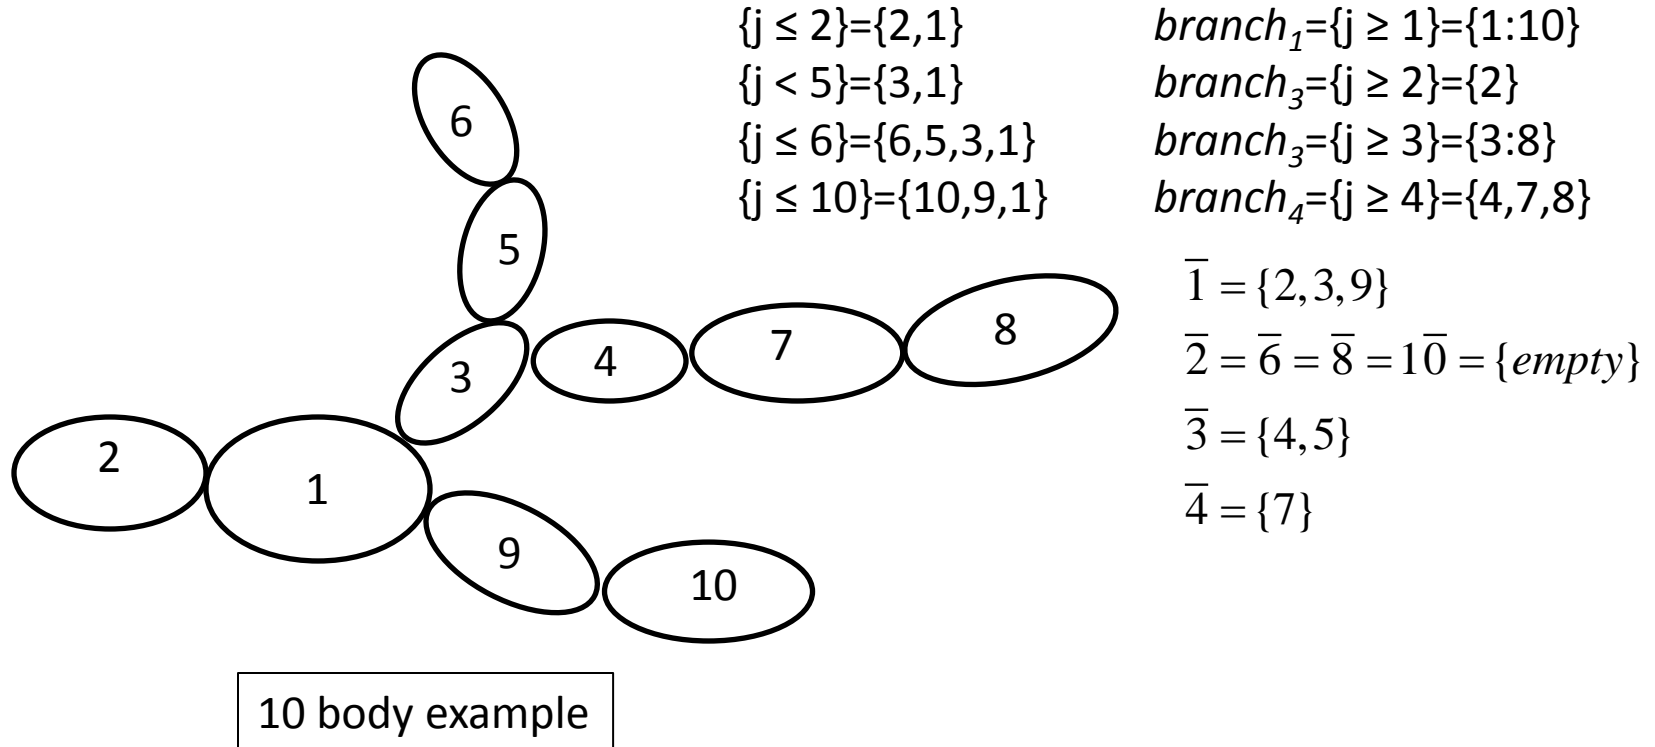 {j ≤ 2}={2,1}
{j < 5}={3,1}
{j ≤ 6}={6,5,3,1}
{j ≤ 10}={10,9,1}
branch₁={j ≥ 1}={1:10}
branch₃={j ≥ 2}={2}
branch₃={j ≥ 3}={3:8}
branch₄={j ≥ 4}={4,7,8}
1̅ = {2,3,9}
2̅ = 6̅ = 8̅ = 10̅ = {empty}
3̅ = {4,5}
4̅ = {7}
6
5
3
4
7
8
2
1
9
10
10 body example